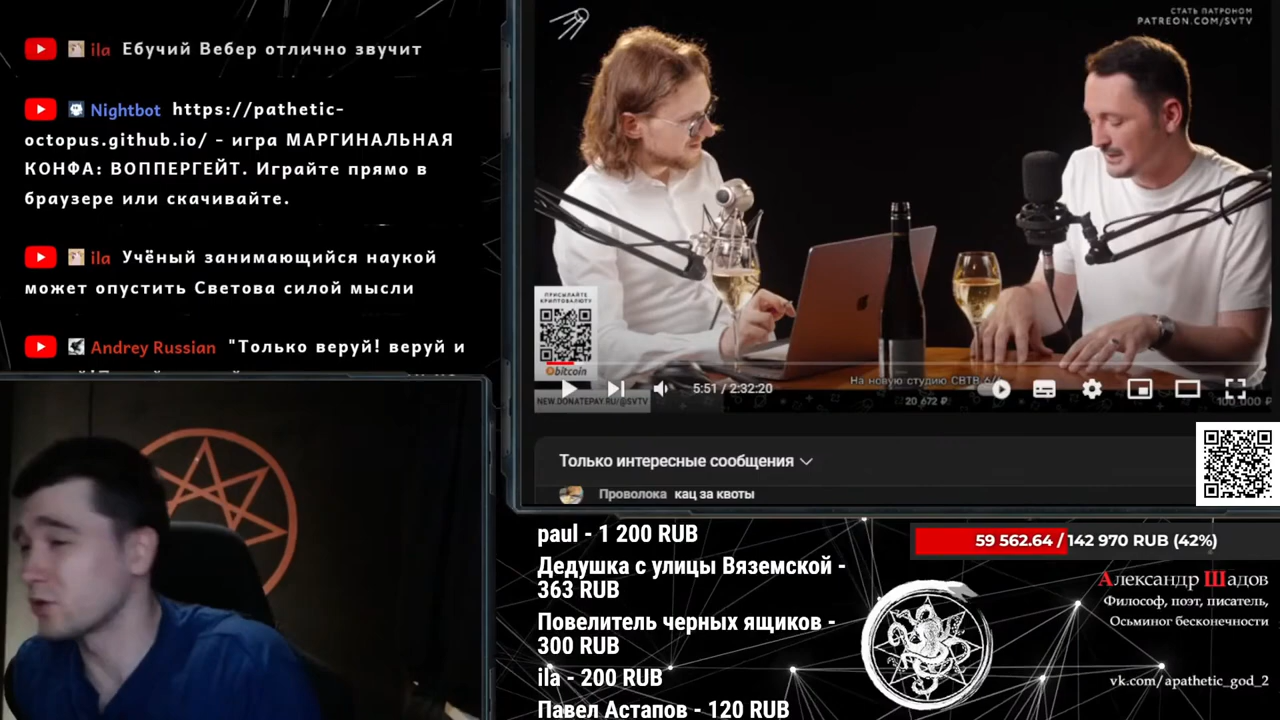 ila Ебучий Вебер отлично звучит
Nightbot https://pathetic-
octopus.github.io/ - игра МАРГИНАЛЬНАЯ
КОНФА: ВОППЕРГЕЙТ. Играйте прямо в
браузере или скачивайте.
ila Учёный занимающийся наукой
может опустить Светова силой мысли
Andrey Russian "Только веруй! веруй и
СТАТЬ ПАТРОНОМ
PATREON.COM/SVTV
ПРИСЫЛАЙТЕ
КРИПТОВАЛЮТУ
bitcoin
NEW.DONATEPAY.RU/@SVTV
5:51 / 2:32:20
На новую студию СВТВ
20 672 ₽
100 000 ₽
Только интересные сообщения
Проволока кац за квоты
paul - 1 200 RUB
Дедушка с улицы Вяземской -
363 RUB
Повелитель черных ящиков -
300 RUB
ila - 200 RUB
Павел Астапов - 120 RUB
59 562.64 / 142 970 RUB (42%)
Александр Шадов
Философ, поэт, писатель,
Осьминог бесконечности
vk.com/apathetic_god_2